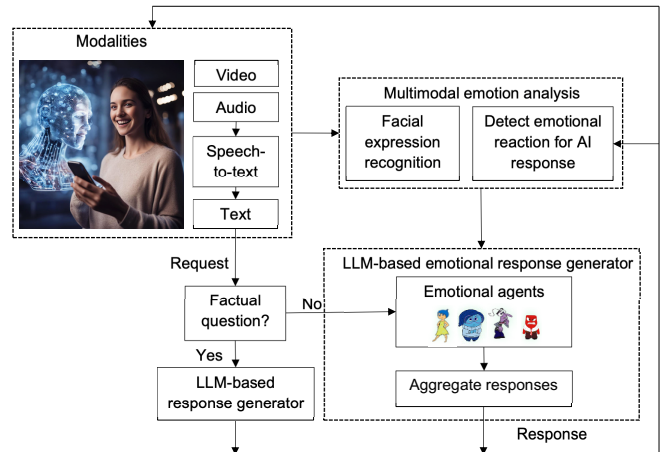 Modalities
Video
Audio
Speech-
to-text
Text
Multimodal emotion analysis
Facial
expression
recognition
Detect emotional
reaction for AI
response
Request
Factual
question?
No
Yes
LLM-based
response generator
LLM-based emotional response generator
Emotional agents
Aggregate responses
Response